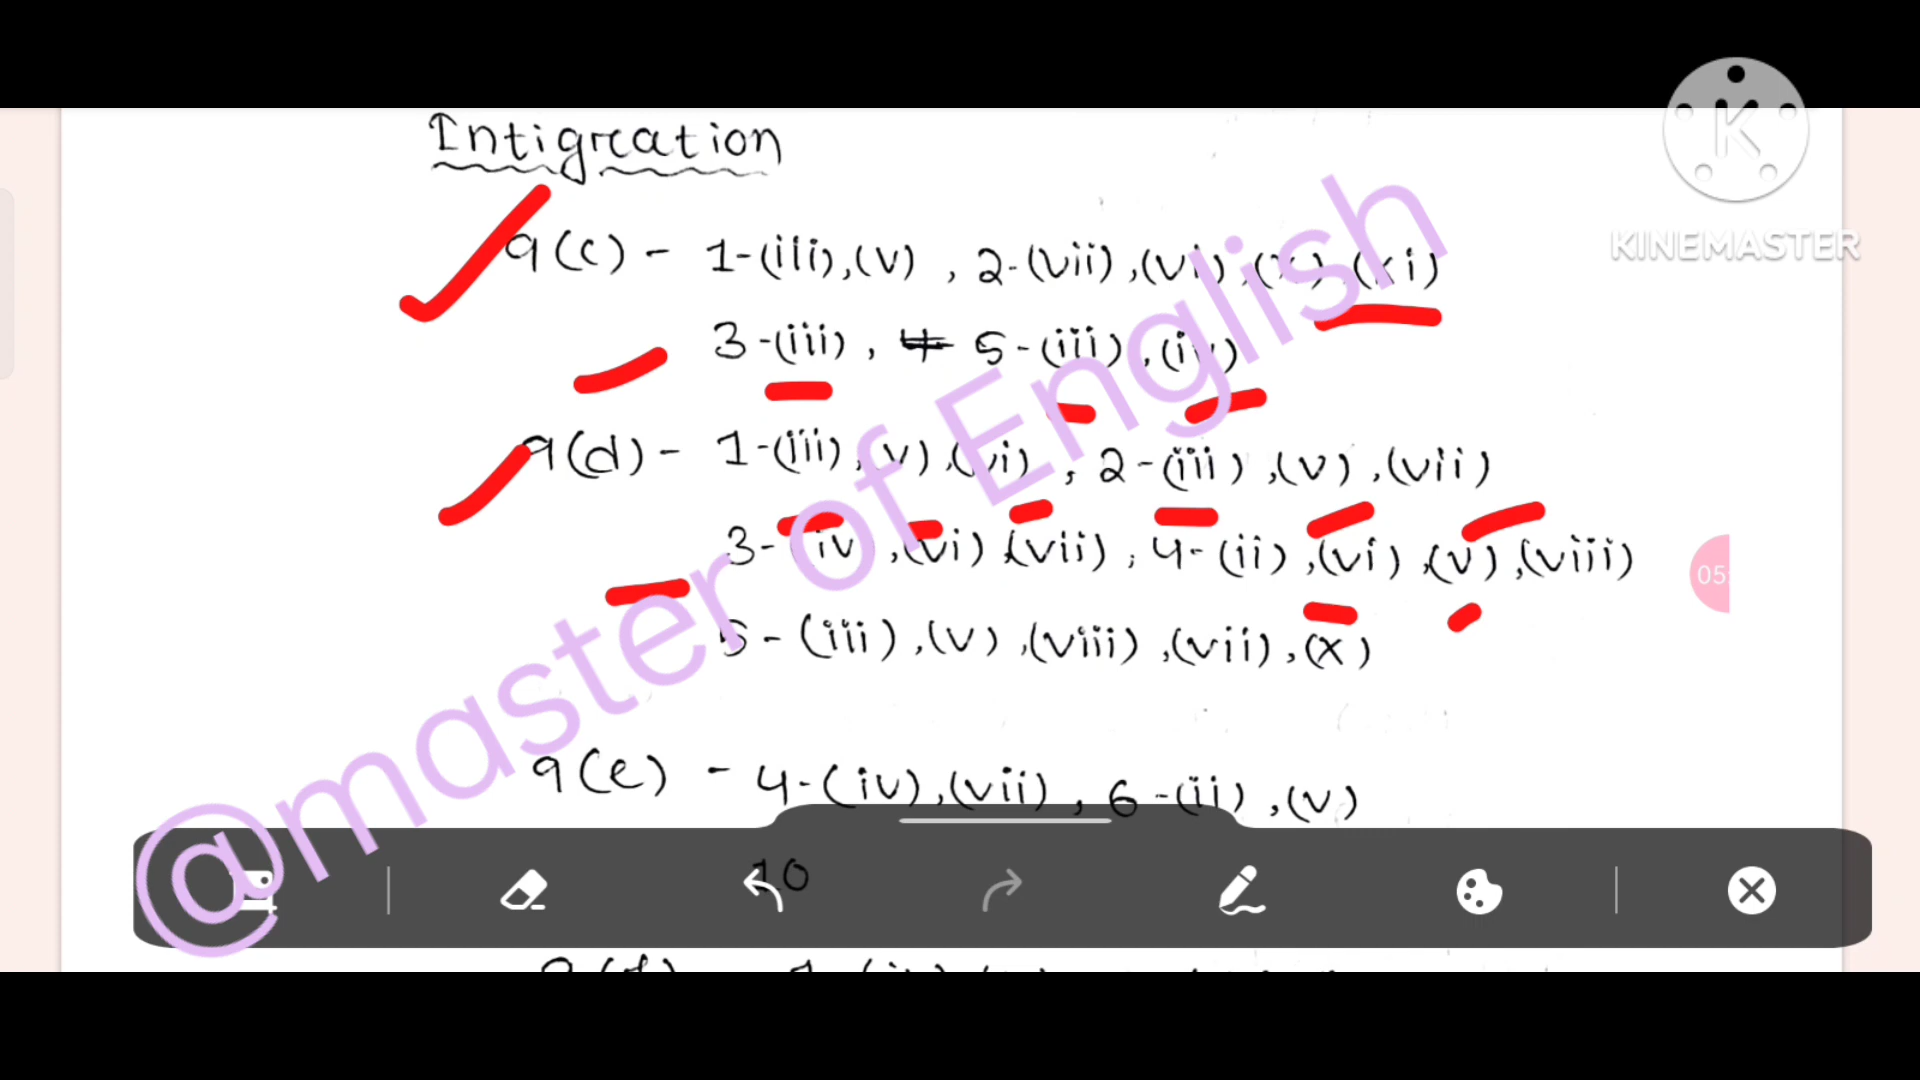 Intigration
KINEMASTER
9(c) - 1-(iii),(v) , 2-(vii),(vi),(x),(xi)
3-(iii), 5-(iii),(iv)
9(d) - 1-(iii),(v),(vi) , 2-(iii),(v),(vii)
3-(iv),(vi),(vii), 4-(ii),(vi),(v),(viii)
05
5-(iii),(v),(viii),(vii),(x)
9(e) - 4-(iv),(vii), 6-(ii),(v)
10
@master of English